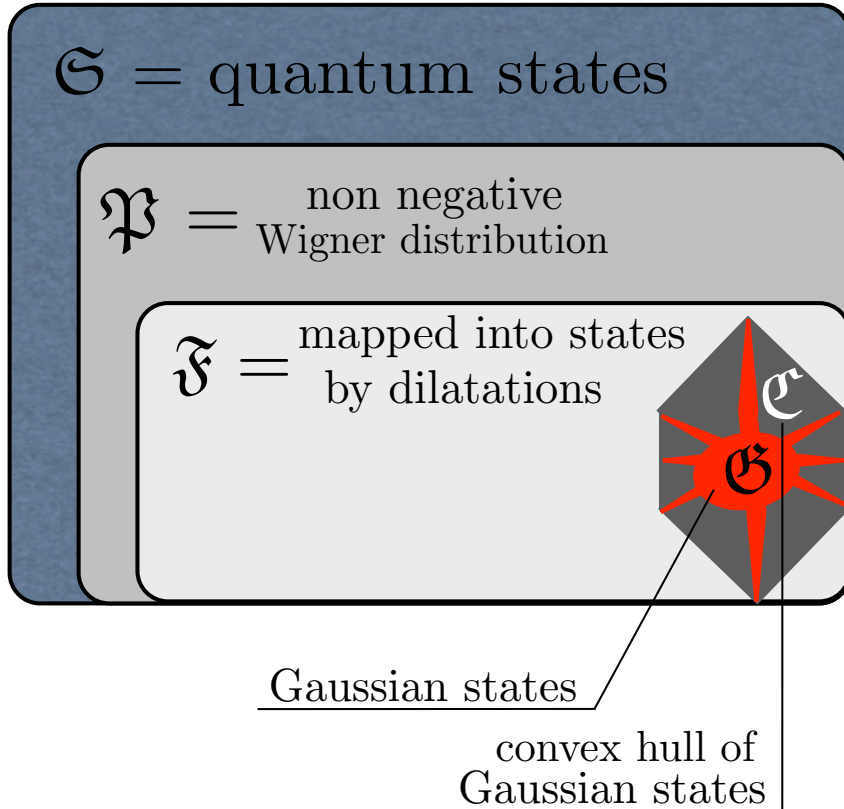 𝔖 = quantum states
𝔓 = non negative
Wigner distribution
𝔉 = mapped into states
by dilatations
ℭ
𝔊
Gaussian states
convex hull of
Gaussian states